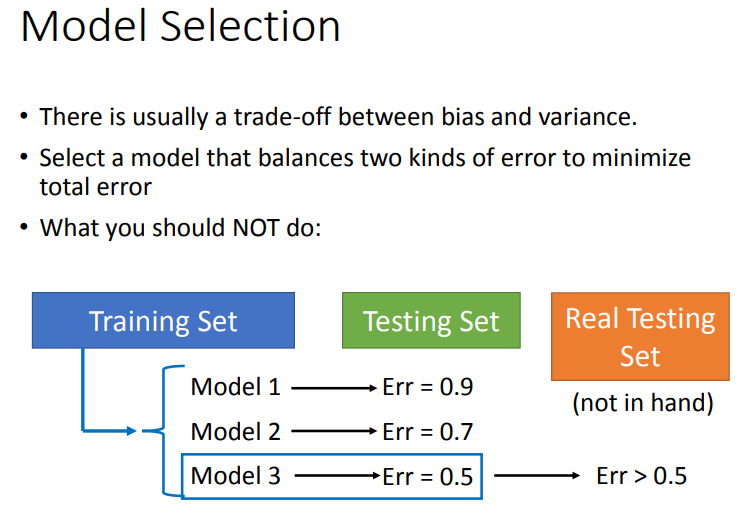 Model Selection
• There is usually a trade-off between bias and variance.
• Select a model that balances two kinds of error to minimize
total error
• What you should NOT do:
Training Set
Testing Set
Real Testing
Set
(not in hand)
Model 1
Err = 0.9
Model 2
Err = 0.7
Model 3
Err = 0.5
Err > 0.5